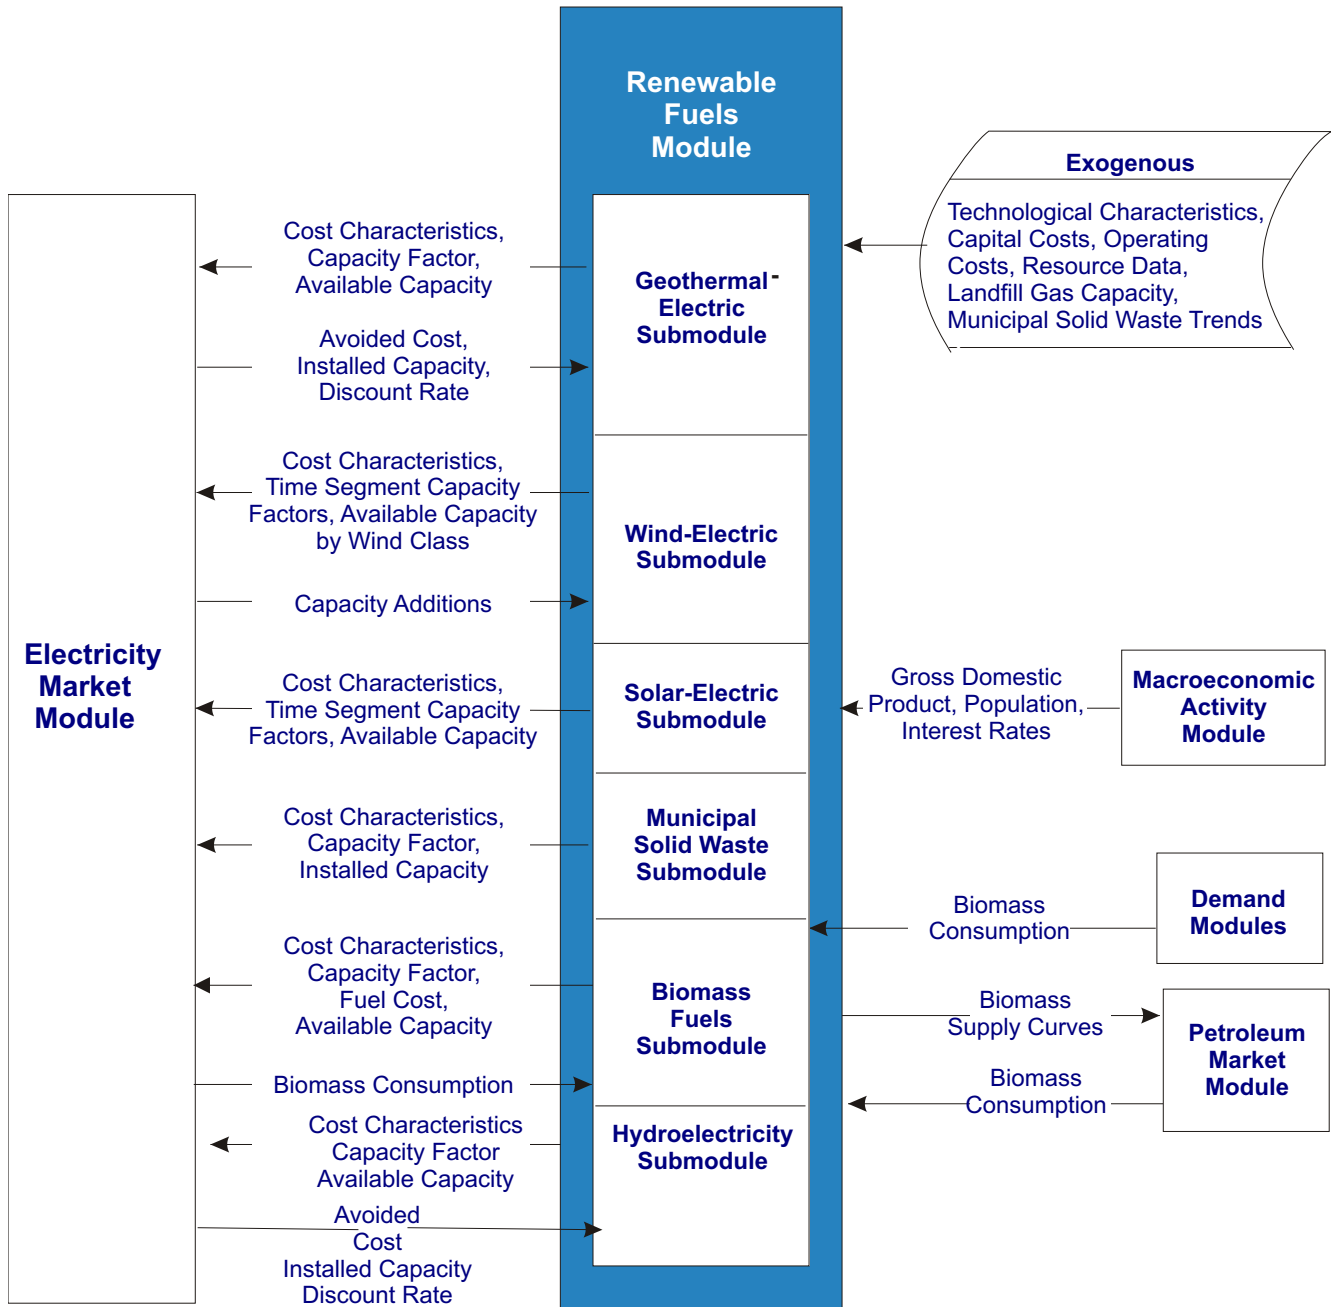 Renewable
Fuels
Module
Exogenous
Technological Characteristics,
Capital Costs, Operating
Costs, Resource Data,
Landfill Gas Capacity,
Municipal Solid Waste Trends
Cost Characteristics,
Capacity Factor,
Available Capacity
Geothermal-
Electric
Submodule
Avoided Cost,
Installed Capacity,
Discount Rate
Cost Characteristics,
Time Segment Capacity
Factors, Available Capacity
by Wind Class
Wind-Electric
Submodule
Capacity Additions
Electricity
Market
Module
Cost Characteristics,
Time Segment Capacity
Factors, Available Capacity
Solar-Electric
Submodule
Gross Domestic
Product, Population,
Interest Rates
Macroeconomic
Activity
Module
Cost Characteristics,
Capacity Factor,
Installed Capacity
Municipal
Solid Waste
Submodule
Biomass
Consumption
Demand
Modules
Cost Characteristics,
Capacity Factor,
Fuel Cost,
Available Capacity
Biomass
Fuels
Submodule
Biomass
Supply Curves
Petroleum
Market
Module
Biomass Consumption
Biomass
Consumption
Cost Characteristics
Capacity Factor
Available Capacity
Hydroelectricity
Submodule
Avoided
Cost
Installed Capacity
Discount Rate